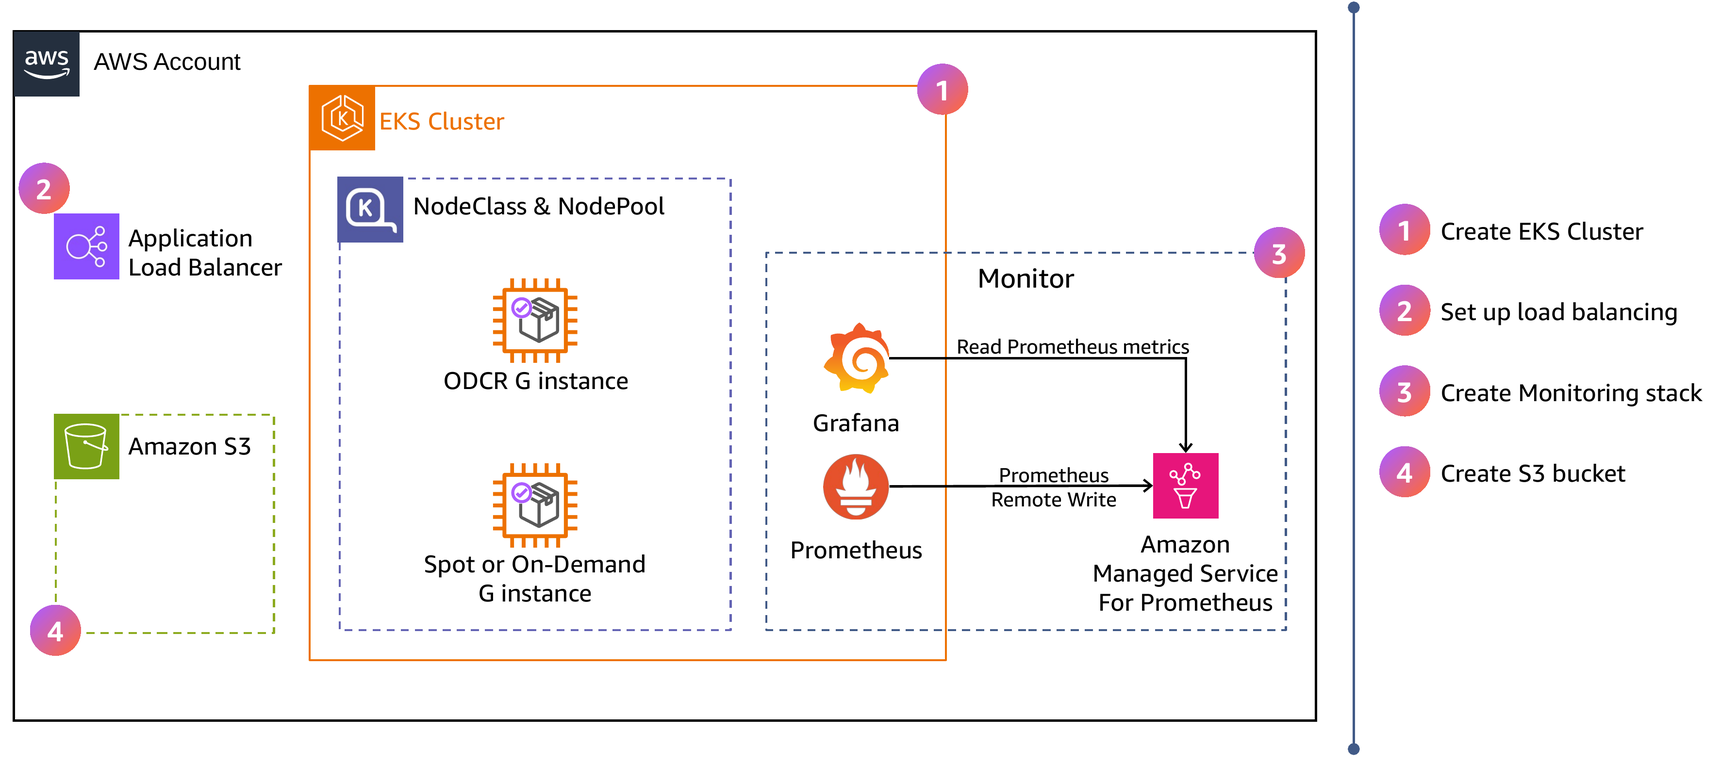 aws
AWS Account
1
K
EKS Cluster
2
K
NodeClass & NodePool
Application
Load Balancer
3
Monitor
ODCR G instance
Read Prometheus metrics
Grafana
Amazon S3
Prometheus
Remote Write
Prometheus
Spot or On-Demand
G instance
Amazon
Managed Service
For Prometheus
4
1 Create EKS Cluster
2 Set up load balancing
3 Create Monitoring stack
4 Create S3 bucket